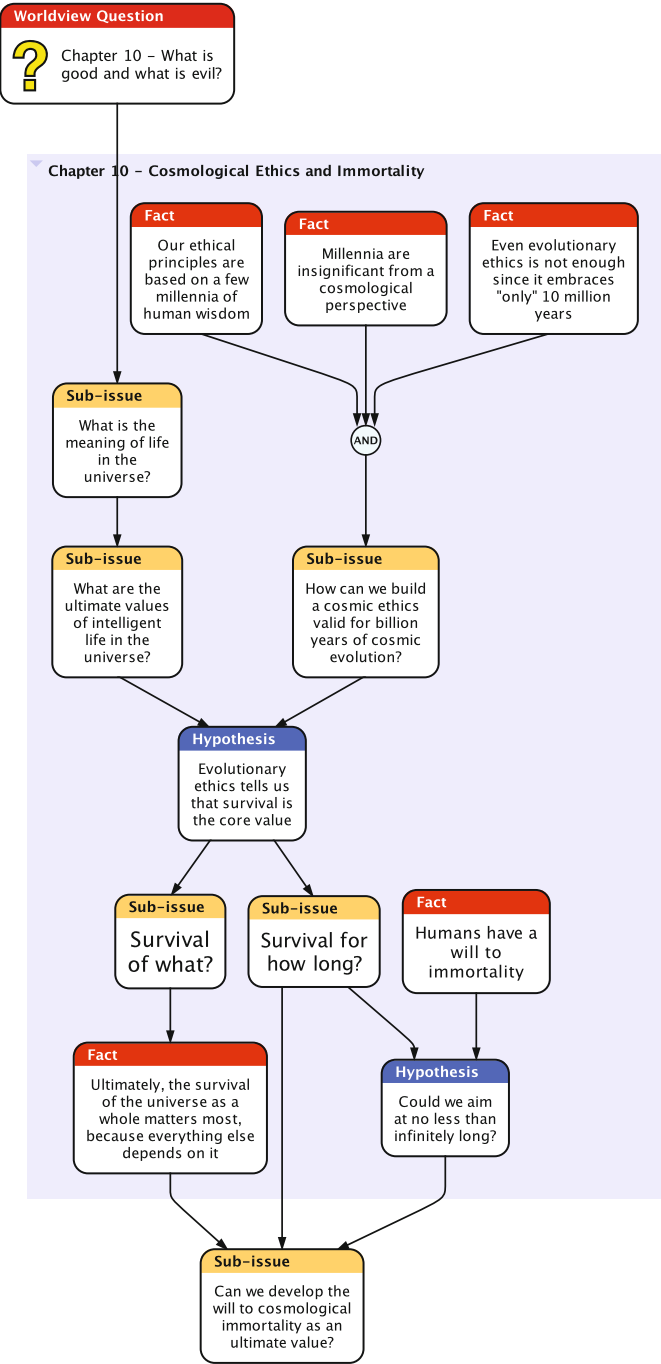 Worldview Question
Chapter 10 - What is
good and what is evil?
Chapter 10 - Cosmological Ethics and Immortality
Fact
Our ethical
principles are
based on a few
millennia of
human wisdom
Fact
Millennia are
insignificant from a
cosmological
perspective
Fact
Even evolutionary
ethics is not enough
since it embraces
"only" 10 million
years
Sub-issue
What is the
meaning of life
in the
universe?
AND
Sub-issue
What are the
ultimate values
of intelligent
life in the
universe?
Sub-issue
How can we build
a cosmic ethics
valid for billion
years of cosmic
evolution?
Hypothesis
Evolutionary
ethics tells us
that survival is
the core value
Sub-issue
Survival
of what?
Sub-issue
Survival for
how long?
Fact
Humans have a
will to
immortality
Fact
Ultimately, the survival
of the universe as a
whole matters most,
because everything else
depends on it
Hypothesis
Could we aim
at no less than
infinitely long?
Sub-issue
Can we develop the
will to cosmological
immortality as an
ultimate value?